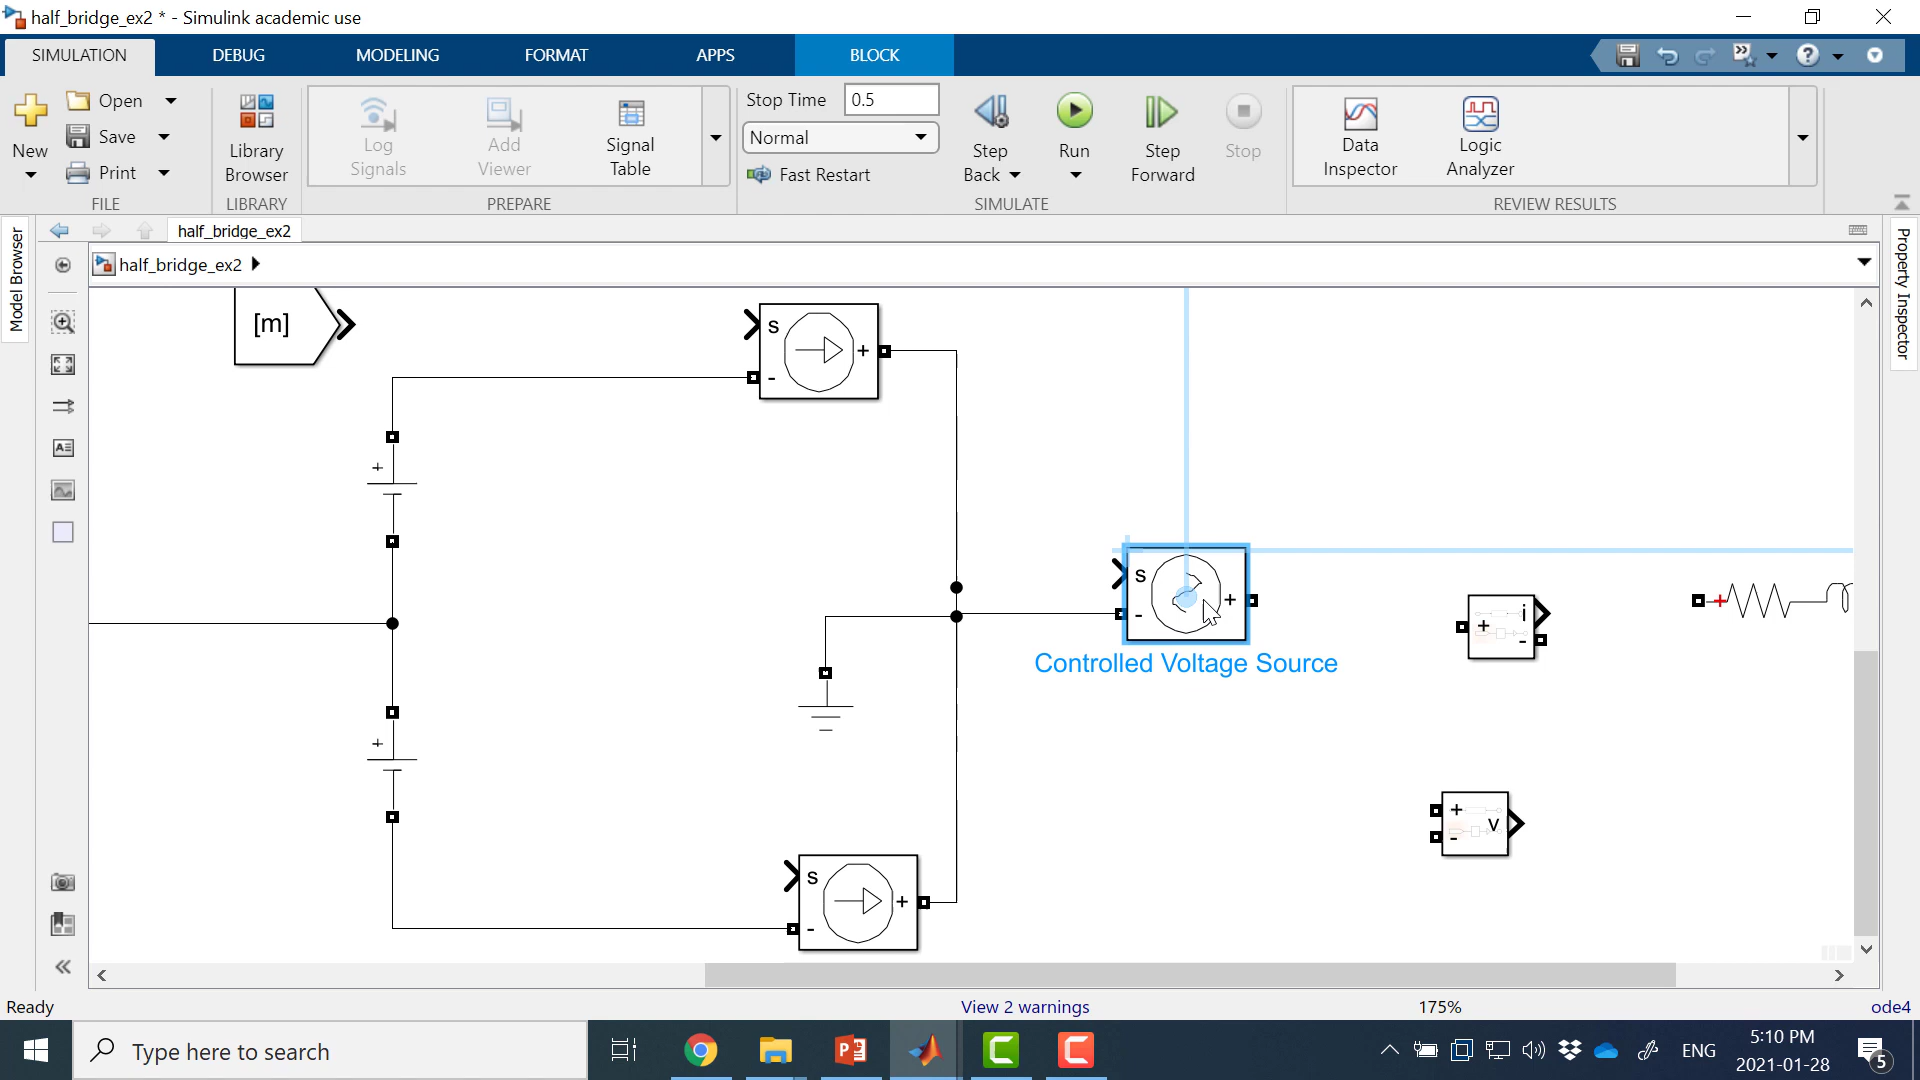 half_bridge_ex2 * - Simulink academic use
SIMULATION DEBUG MODELING FORMAT APPS BLOCK
New
Open
Save
Print
FILE
Library
Browser
LIBRARY
Log
Signals
Add
Viewer
Signal
Table
PREPARE
Stop Time 0.5
Normal
Fast Restart
Step
Back
Run
Step
Forward
Stop
SIMULATE
Data
Inspector
Logic
Analyzer
REVIEW RESULTS
Model Browser
half_bridge_ex2
half_bridge_ex2
Property Inspector
[m]
s
+
-
+
s
+
-
Controlled Voltage Source
i
+
-
+
+
+
v
-
s
+
-
Ready
View 2 warnings
175%
ode4
Type here to search
ENG
5:10 PM
2021-01-28
5